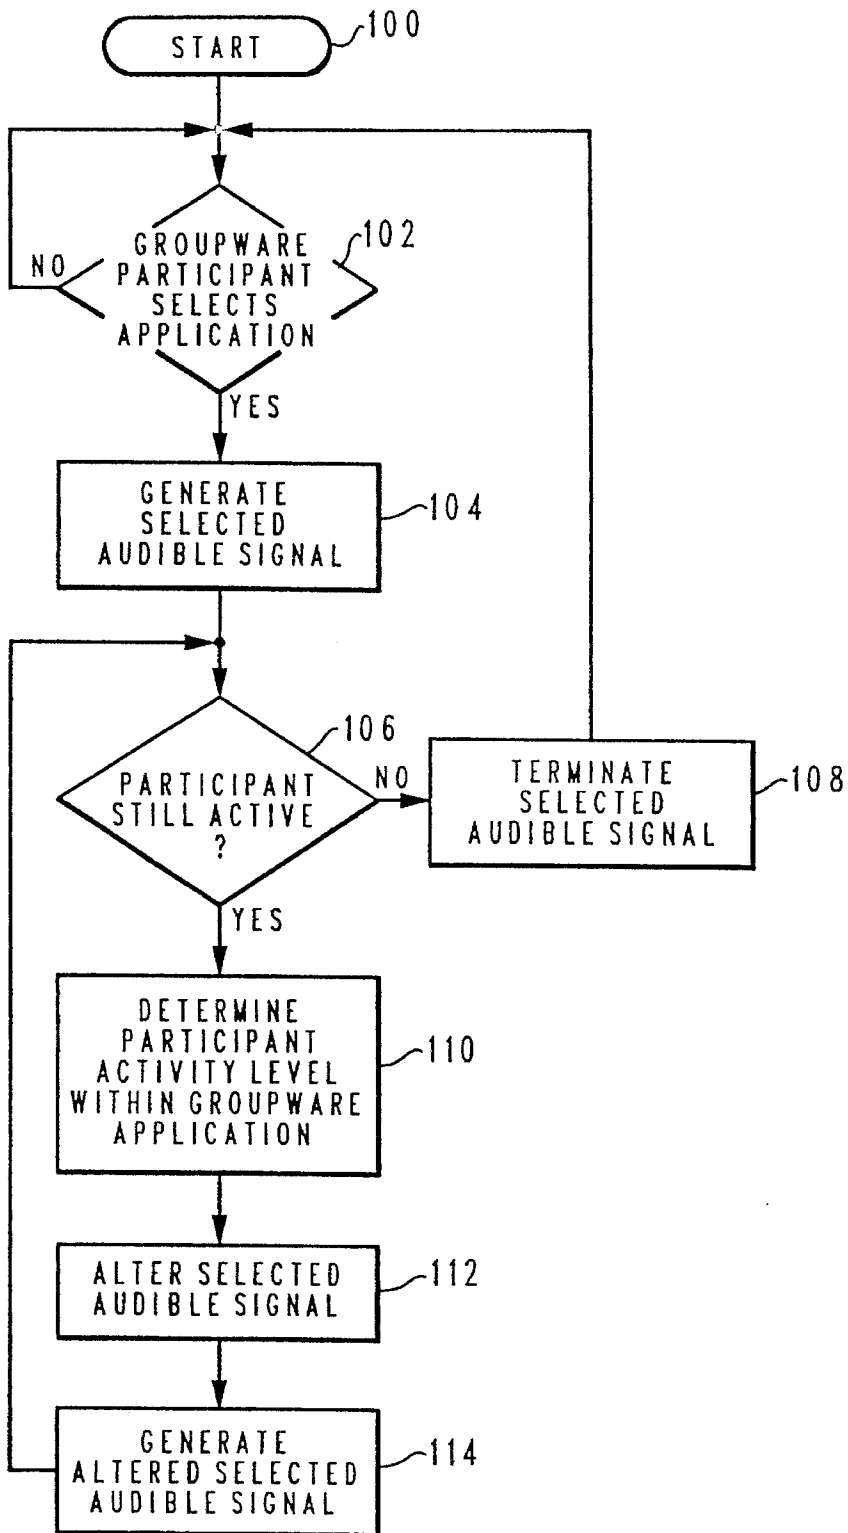 START
100
GROUPWARE
PARTICIPANT
SELECTS
APPLICATION
102
NO
YES
GENERATE
SELECTED
AUDIBLE SIGNAL
104
PARTICIPANT
STILL ACTIVE
?
106
NO
TERMINATE
SELECTED
AUDIBLE SIGNAL
108
YES
DETERMINE
PARTICIPANT
ACTIVITY LEVEL
WITHIN GROUPWARE
APPLICATION
110
ALTER SELECTED
AUDIBLE SIGNAL
112
GENERATE
ALTERED SELECTED
AUDIBLE SIGNAL
114